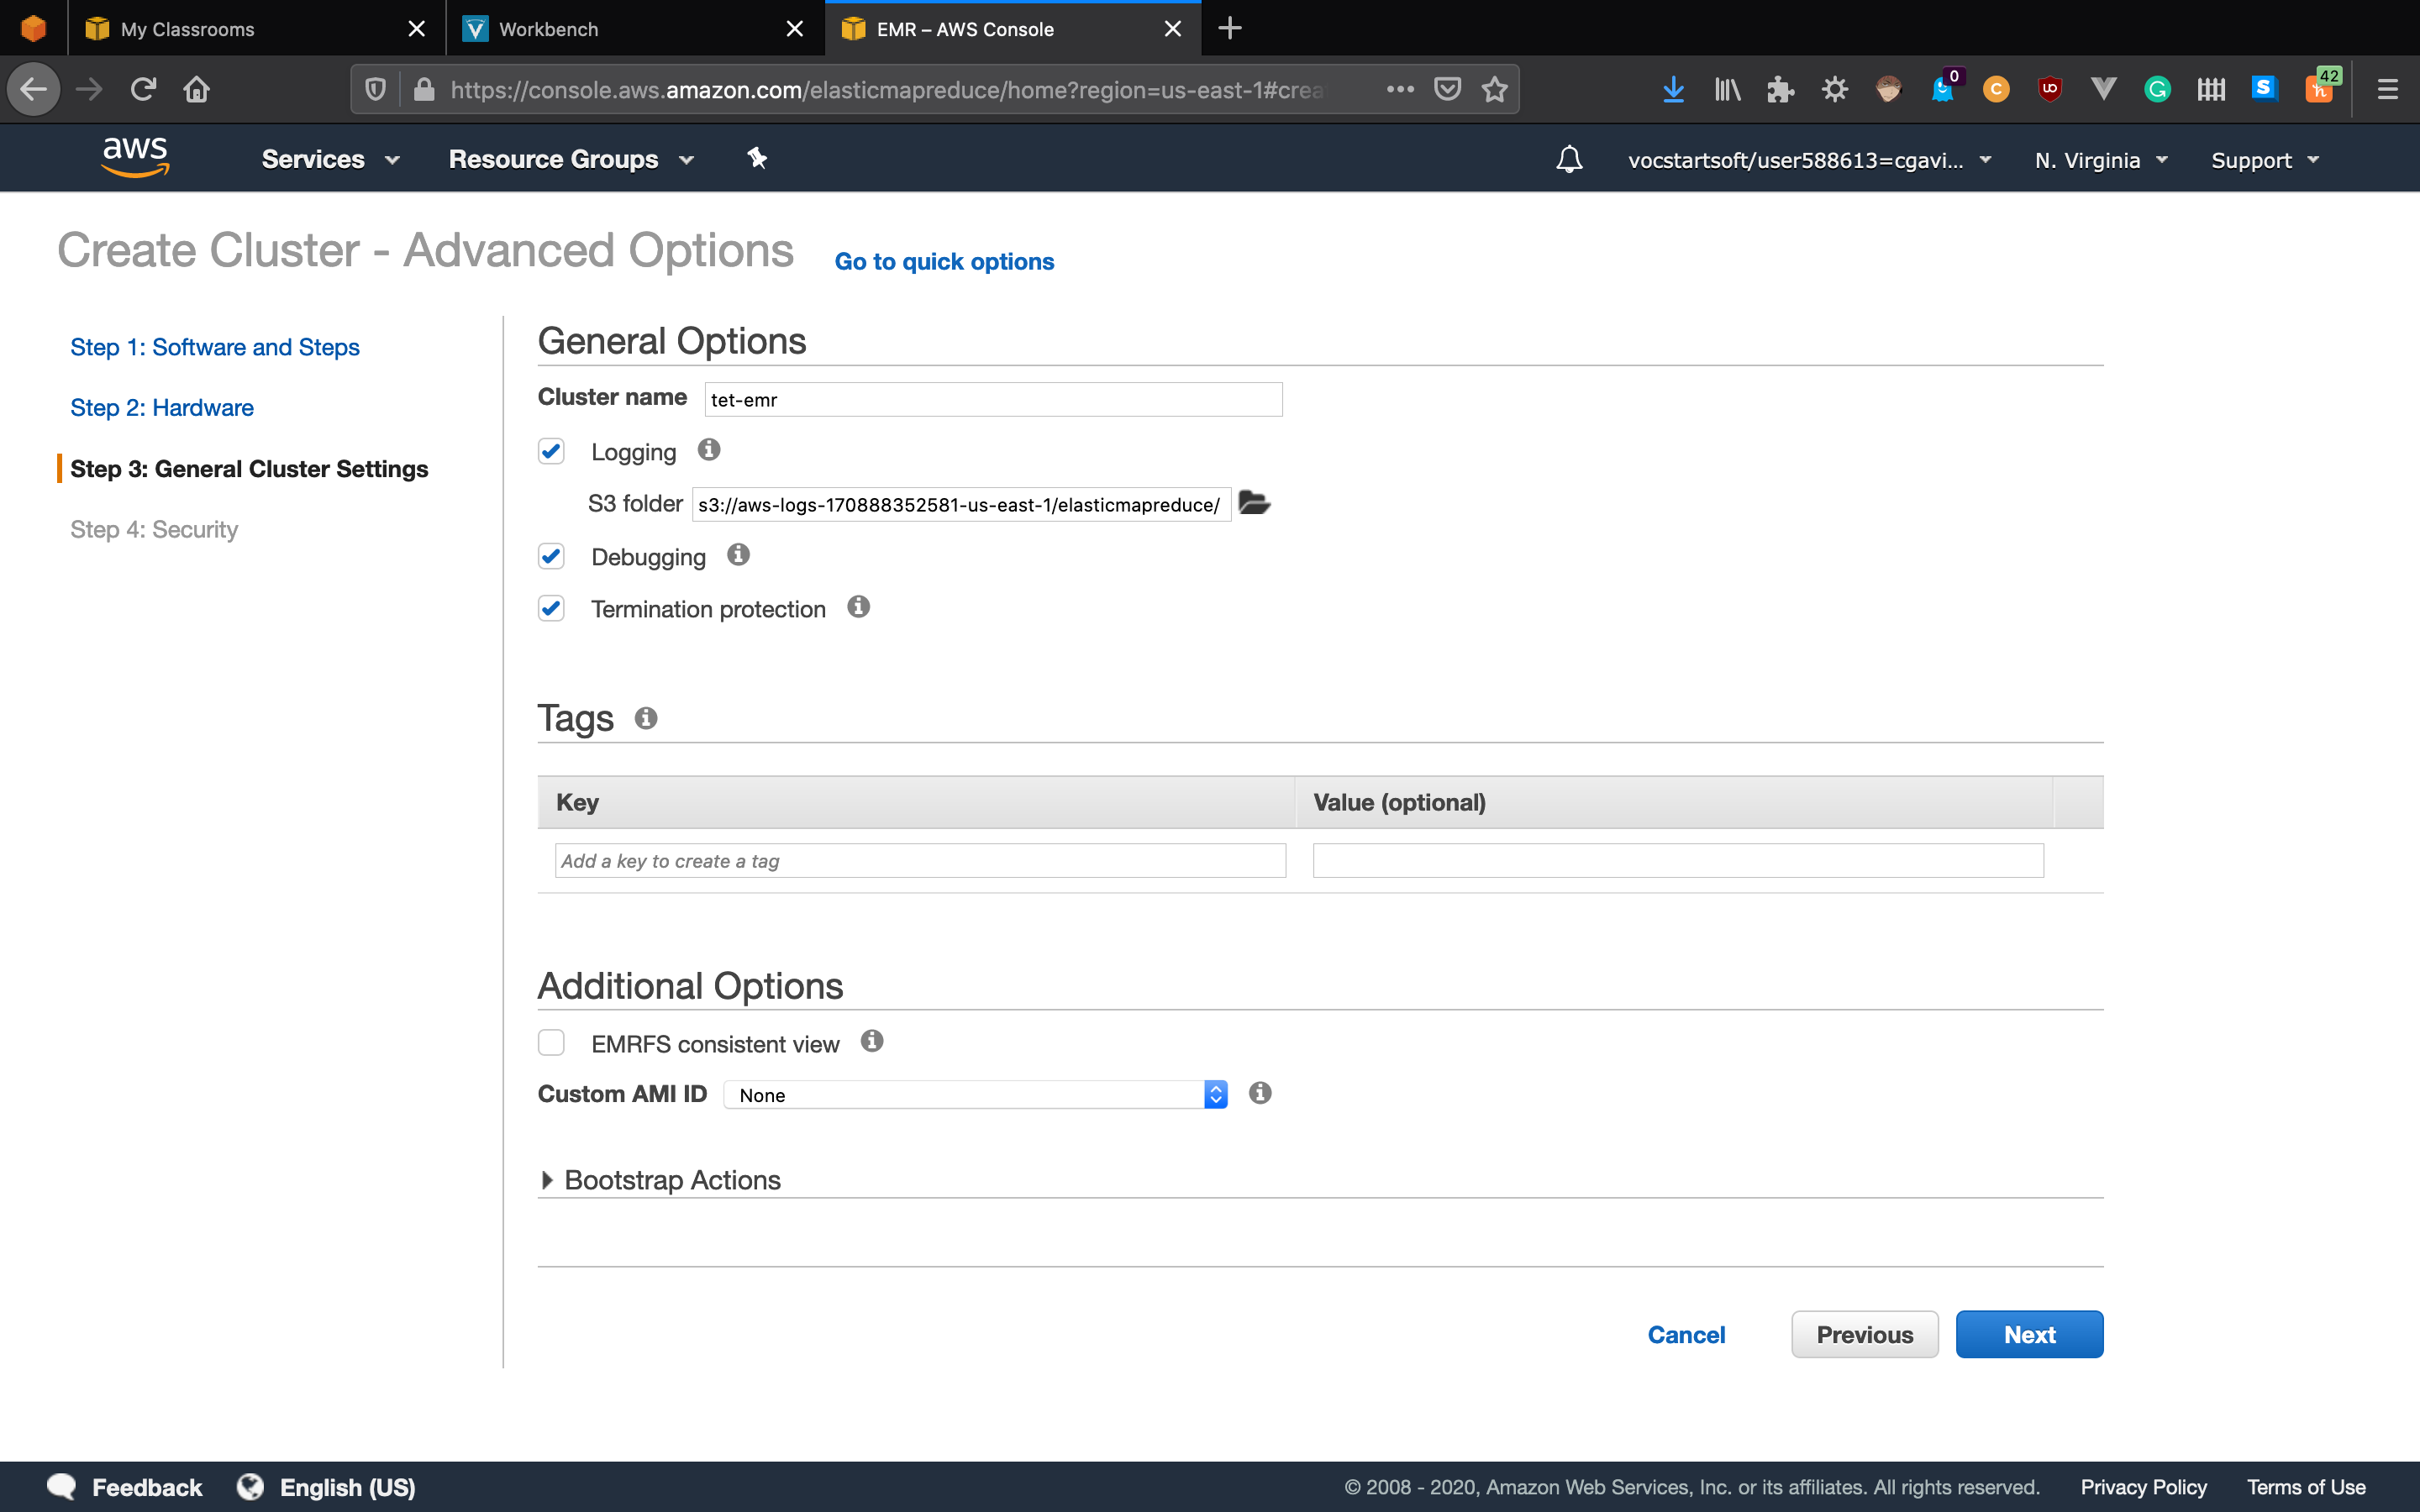 My Classrooms
Workbench
EMR – AWS Console
https://console.aws.amazon.com/elasticmapreduce/home?region=us-east-1#crea
0
42
aws
Services
Resource Groups
vocstartsoft/user588613=cgavi...
N. Virginia
Support
Create Cluster - Advanced Options
Go to quick options
Step 1: Software and Steps
Step 2: Hardware
Step 3: General Cluster Settings
Step 4: Security
General Options
Cluster name tet-emr
Logging
S3 folder s3://aws-logs-170888352581-us-east-1/elasticmapreduce/
Debugging
Termination protection
Tags
Key Value (optional)
Add a key to create a tag
Additional Options
EMRFS consistent view
Custom AMI ID None
Bootstrap Actions
Cancel Previous Next
Feedback English (US) © 2008 - 2020, Amazon Web Services, Inc. or its affiliates. All rights reserved. Privacy Policy Terms of Use